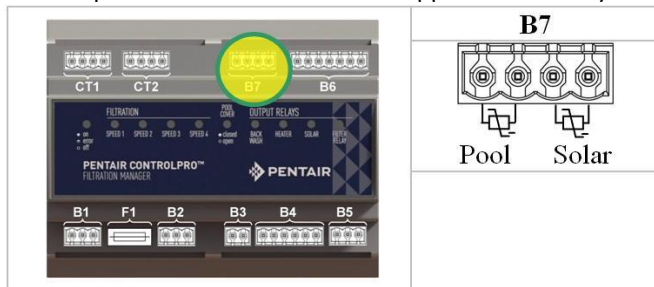 B7
CT1 CT2 B7 B6
FILTRATION
POOL COVER
OUTPUT RELAYS
on
error
off
SPEED 1 SPEED 2 SPEED 3 SPEED 4
closed
open
BACK WASH
HEATER
SOLAR
FILTER RELAY
PENTAIR CONTROLPRO™
FILTRATION MANAGER
PENTAIR
B1 F1 B2 B3 B4 B5
Pool Solar